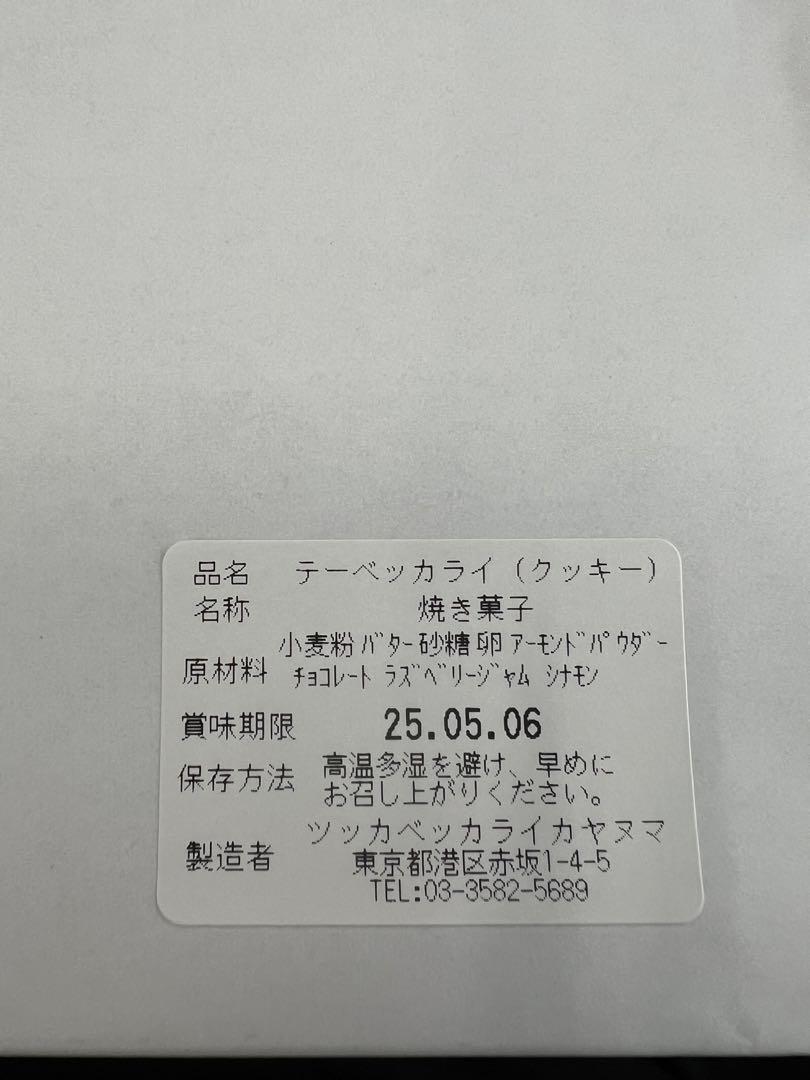 品名 テーベッカライ（クッキー）
名称 焼き菓子
原材料 小麦粉 ﾊﾞﾀｰ 砂糖 卵 ｱｰﾓﾝﾄﾞﾊﾟｳﾀﾞｰ
ﾁｮｺﾚｰﾄ ﾗｽﾞﾍﾞﾘｰｼﾞｬﾑ ｼﾅﾓﾝ
賞味期限 25.05.06
保存方法 高温多湿を避け、早めに
お召し上がりください。
製造者 ツッカベッカライカヤヌマ
東京都港区赤坂1-4-5
TEL:03-3582-5689